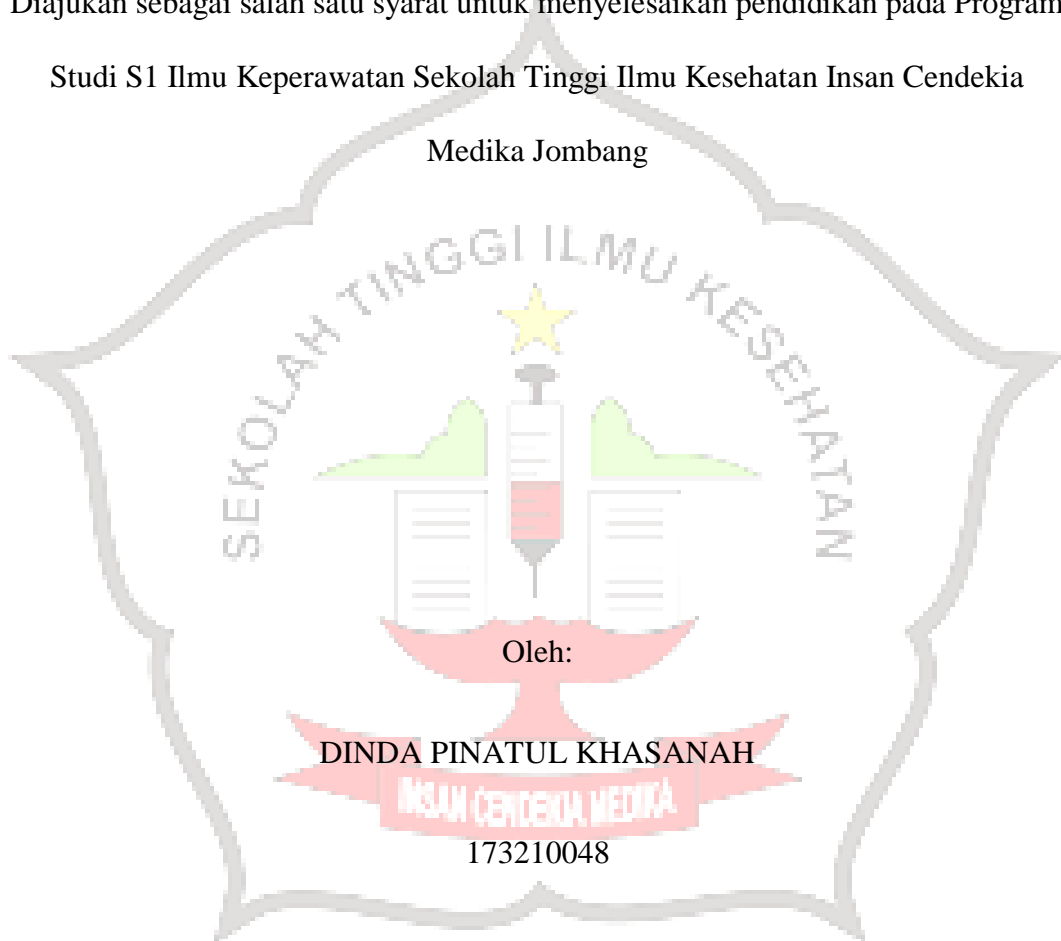 Diajukan sebagai salah satu syarat untuk menyelesaikan pendidikan pada Program
Studi S1 Ilmu Keperawatan Sekolah Tinggi Ilmu Kesehatan Insan Cendekia
Medika Jombang
SEKOLAH TINGGI ILMU KESEHATAN
Oleh:
DINDA PINATUL KHASANAH
INSAN CENDEKIA MEDIKA
173210048